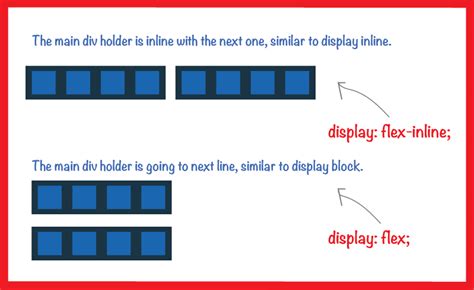 The main div holder is inline with the next one, similar to display inline.
display: flex-inline;
The main div holder is going to next line, similar to display block.
display: flex;